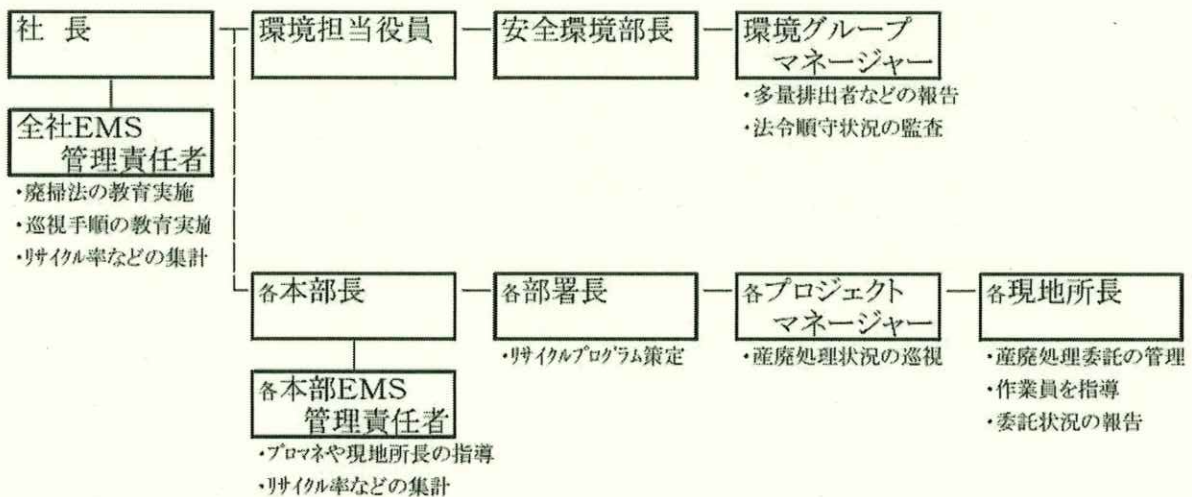 社 長
環境担当役員
安全環境部長
環境グループ
マネージャー
・多量排出者などの報告
・法令順守状況の監査
全社EMS
管理責任者
・廃掃法の教育実施
・巡視手順の教育実施
・リサイクル率などの集計
各本部長
各部署長
・リサイクルプログラム策定
各プロジェクト
マネージャー
・産廃処理状況の巡視
各現地所長
・産廃処理委託の管理
・作業員を指導
・委託状況の報告
各本部EMS
管理責任者
・プロマネや現地所長の指導
・リサイクル率などの集計